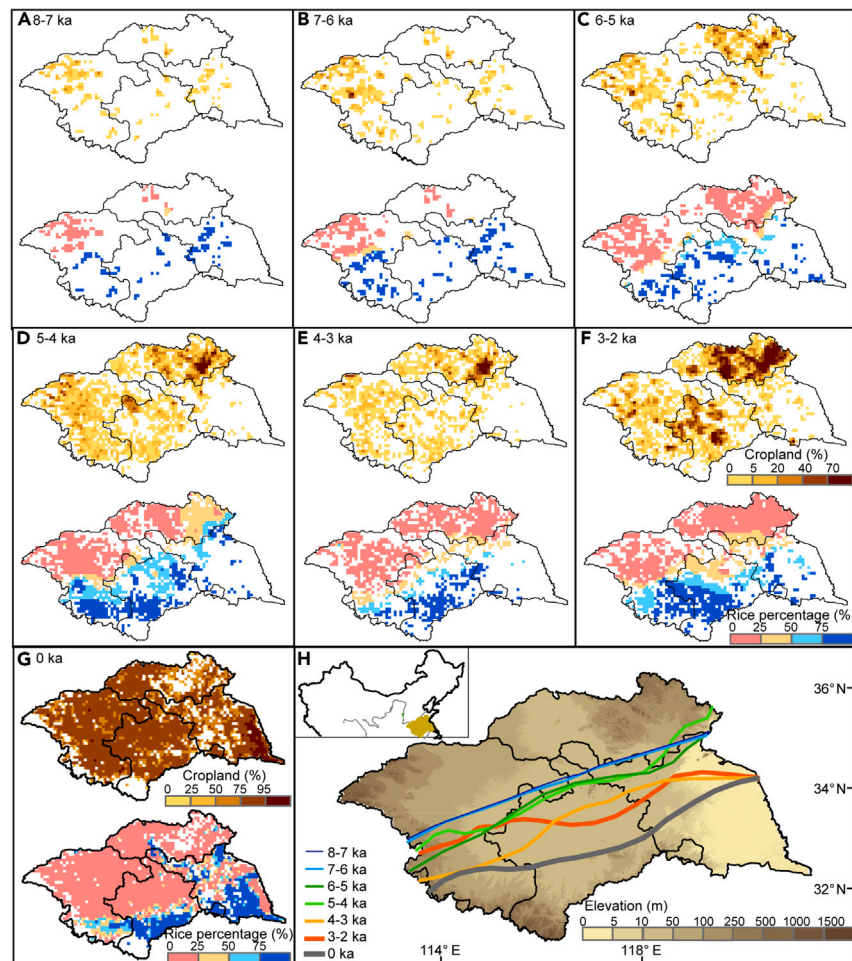 A 8-7 ka
B 7-6 ka
C 6-5 ka
D 5-4 ka
E 4-3 ka
F 3-2 ka
Cropland (%)
0 5 20 40 70
Rice percentage (%)
0 25 50 75
G 0 ka
Cropland (%)
0 25 50 75 95
Rice percentage (%)
0 25 50 75
H
36° N
34° N
32° N
8-7 ka
7-6 ka
6-5 ka
5-4 ka
4-3 ka
3-2 ka
0 ka
Elevation (m)
0 5 10 50 100 250 500 1000 1500
114° E 118° E